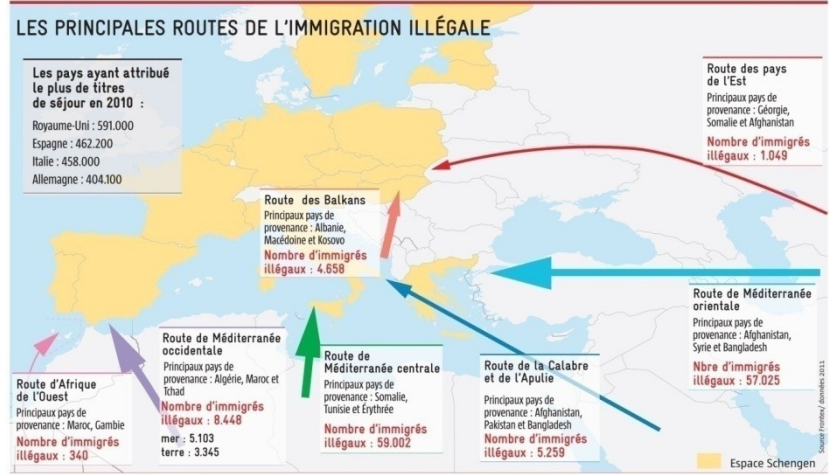 LES PRINCIPALES ROUTES DE L'IMMIGRATION ILLÉGALE
Les pays ayant attribué
le plus de titres
de séjour en 2010 :
Royaume-Uni : 591.000
Espagne : 462.200
Italie : 458.000
Allemagne : 404.100
Route des pays
de l'Est
Principaux pays de
provenance : Géorgie,
Somalie et Afghanistan
Nombre d'immigrés
illégaux : 1.049
Route des Balkans
Principaux pays de
provenance : Albanie,
Macédoine et Kosovo
Nombre d'immigrés
illégaux : 4.658
Route de Méditerranée
orientale
Principaux pays de
provenance : Afghanistan,
Syrie et Bangladesh
Nbre d'immigrés
illégaux : 57.025
Route d'Afrique
de l'Ouest
Principaux pays de
provenance : Maroc, Gambie
Nombre d'immigrés
illégaux : 340
Route de Méditerranée
occidentale
Principaux pays de
provenance : Algérie, Maroc et
Tchad
Nombre d'immigrés
illégaux : 8.448
mer : 5.103
terre : 3.345
Route de
Méditerranée centrale
Principaux pays de
provenance : Somalie,
Tunisie et Érythrée
Nombre d'immigrés
illégaux : 59.002
Route de la Calabre
et de l'Apulie
Principaux pays de
provenance : Afghanistan,
Pakistan et Bangladesh
Nombre d'immigrés
illégaux : 5.259
Espace Schengen
Source Frontex/ données 2011